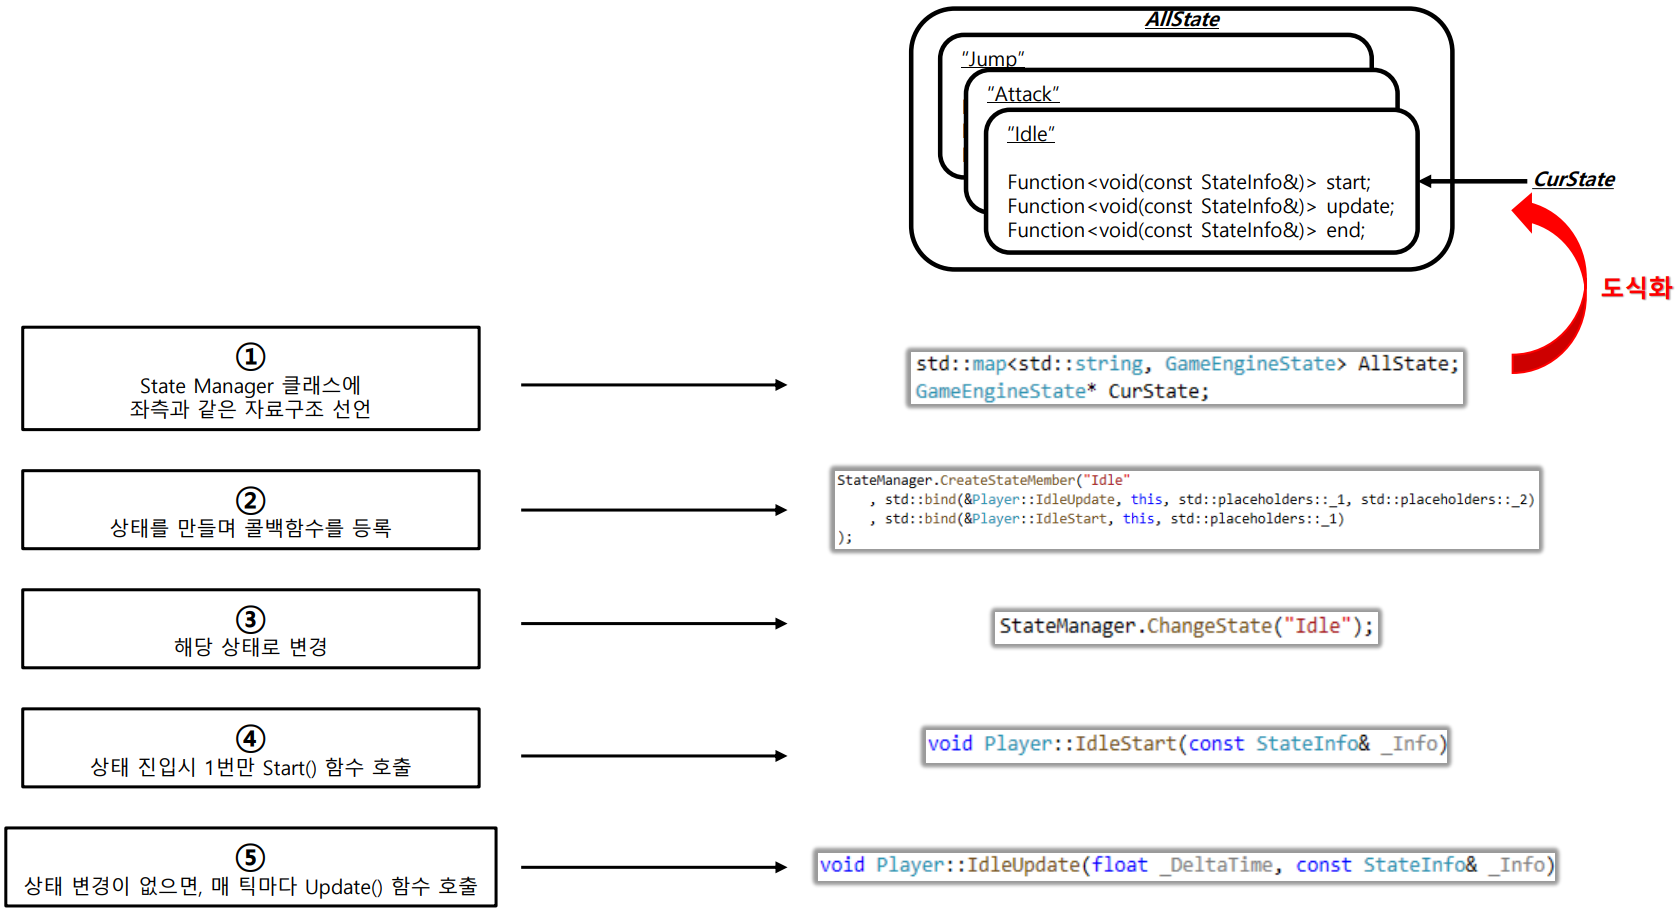 AllState
"Jump"
"Attack"
"Idle"
Function<void(const StateInfo&)> start;
Function<void(const StateInfo&)> update;
Function<void(const StateInfo&)> end;
CurState
도식화
①
State Manager 클래스에
좌측과 같은 자료구조 선언
std::map<std::string, GameEngineState> AllState;
GameEngineState* CurState;
②
상태를 만들며 콜백함수를 등록
StateManager.CreateStateMember("Idle"
, std::bind(&Player::IdleUpdate, this, std::placeholders::_1, std::placeholders::_2)
, std::bind(&Player::IdleStart, this, std::placeholders::_1)
);
③
해당 상태로 변경
StateManager.ChangeState("Idle");
④
상태 진입시 1번만 Start() 함수 호출
void Player::IdleStart(const StateInfo& _Info)
⑤
상태 변경이 없으면, 매 틱마다 Update() 함수 호출
void Player::IdleUpdate(float _DeltaTime, const StateInfo& _Info)